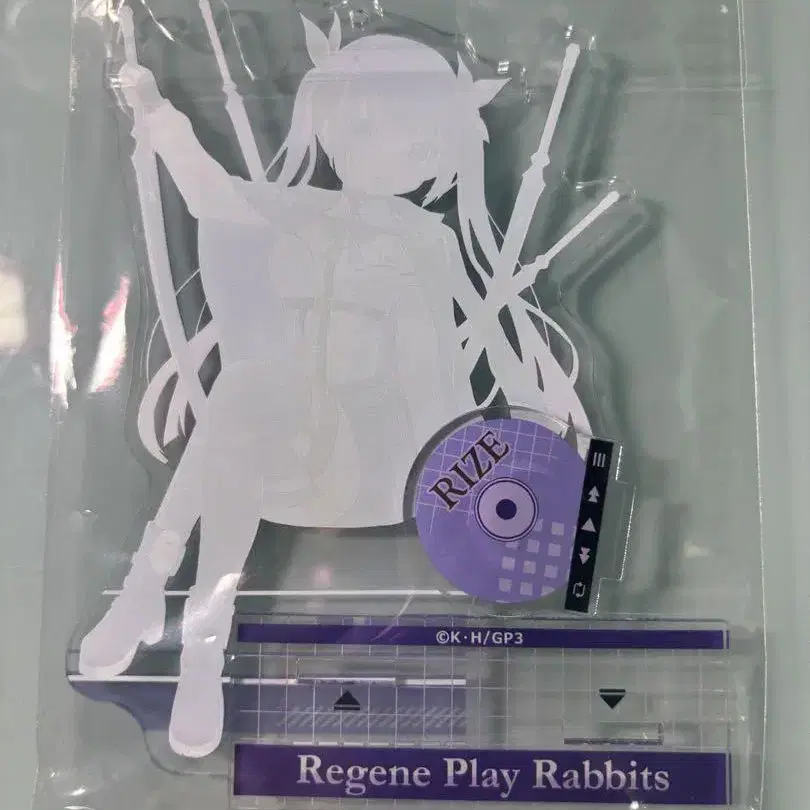 RIZE
©K·H/GP3
Regene Play Rabbits